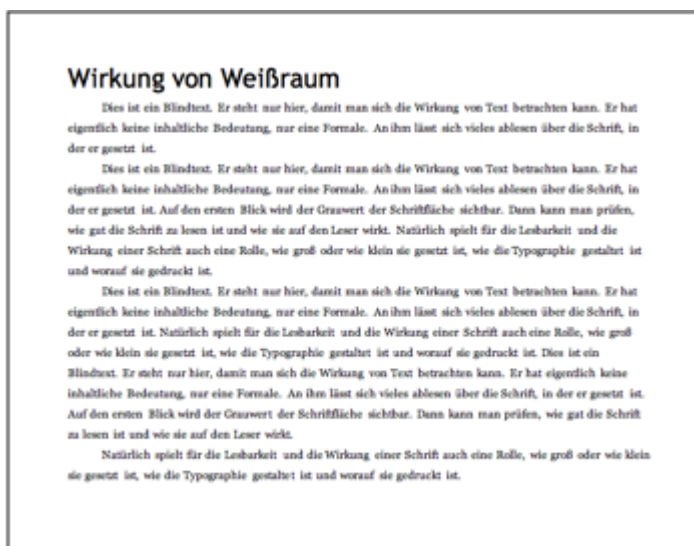 Wirkung von Weißraum
Dies ist ein Blindtext. Er steht nur hier, damit man sich die Wirkung von Text betrachten kann. Er hat
eigentlich keine inhaltliche Bedeutung, nur eine Formale. An ihm lässt sich vieles ablesen über die Schrift, in
der er gesetzt ist.
Dies ist ein Blindtext. Er steht nur hier, damit man sich die Wirkung von Text betrachten kann. Er hat
eigentlich keine inhaltliche Bedeutung, nur eine Formale. An ihm lässt sich vieles ablesen über die Schrift, in
der er gesetzt ist. Auf den ersten Blick wird der Grauwert der Schriftfläche sichtbar. Dann kann man prüfen,
wie gut die Schrift zu lesen ist und wie sie auf den Leser wirkt. Natürlich spielt für die Lesbarkeit und die
Wirkung einer Schrift auch eine Rolle, wie groß oder wie klein sie gesetzt ist, wie die Typographie gestaltet ist
und worauf sie gedruckt ist.
Dies ist ein Blindtext. Er steht nur hier, damit man sich die Wirkung von Text betrachten kann. Er hat
eigentlich keine inhaltliche Bedeutung, nur eine Formale. An ihm lässt sich vieles ablesen über die Schrift, in
der er gesetzt ist. Natürlich spielt für die Lesbarkeit und die Wirkung einer Schrift auch eine Rolle, wie groß
oder wie klein sie gesetzt ist, wie die Typographie gestaltet ist und worauf sie gedruckt ist. Dies ist ein
Blindtext. Er steht nur hier, damit man sich die Wirkung von Text betrachten kann. Er hat eigentlich keine
inhaltliche Bedeutung, nur eine Formale. An ihm lässt sich vieles ablesen über die Schrift, in der er gesetzt ist.
Auf den ersten Blick wird der Grauwert der Schriftfläche sichtbar. Dann kann man prüfen, wie gut die Schrift
zu lesen ist und wie sie auf den Leser wirkt.
Natürlich spielt für die Lesbarkeit und die Wirkung einer Schrift auch eine Rolle, wie groß oder wie klein
sie gesetzt ist, wie die Typographie gestaltet ist und worauf sie gedruckt ist.